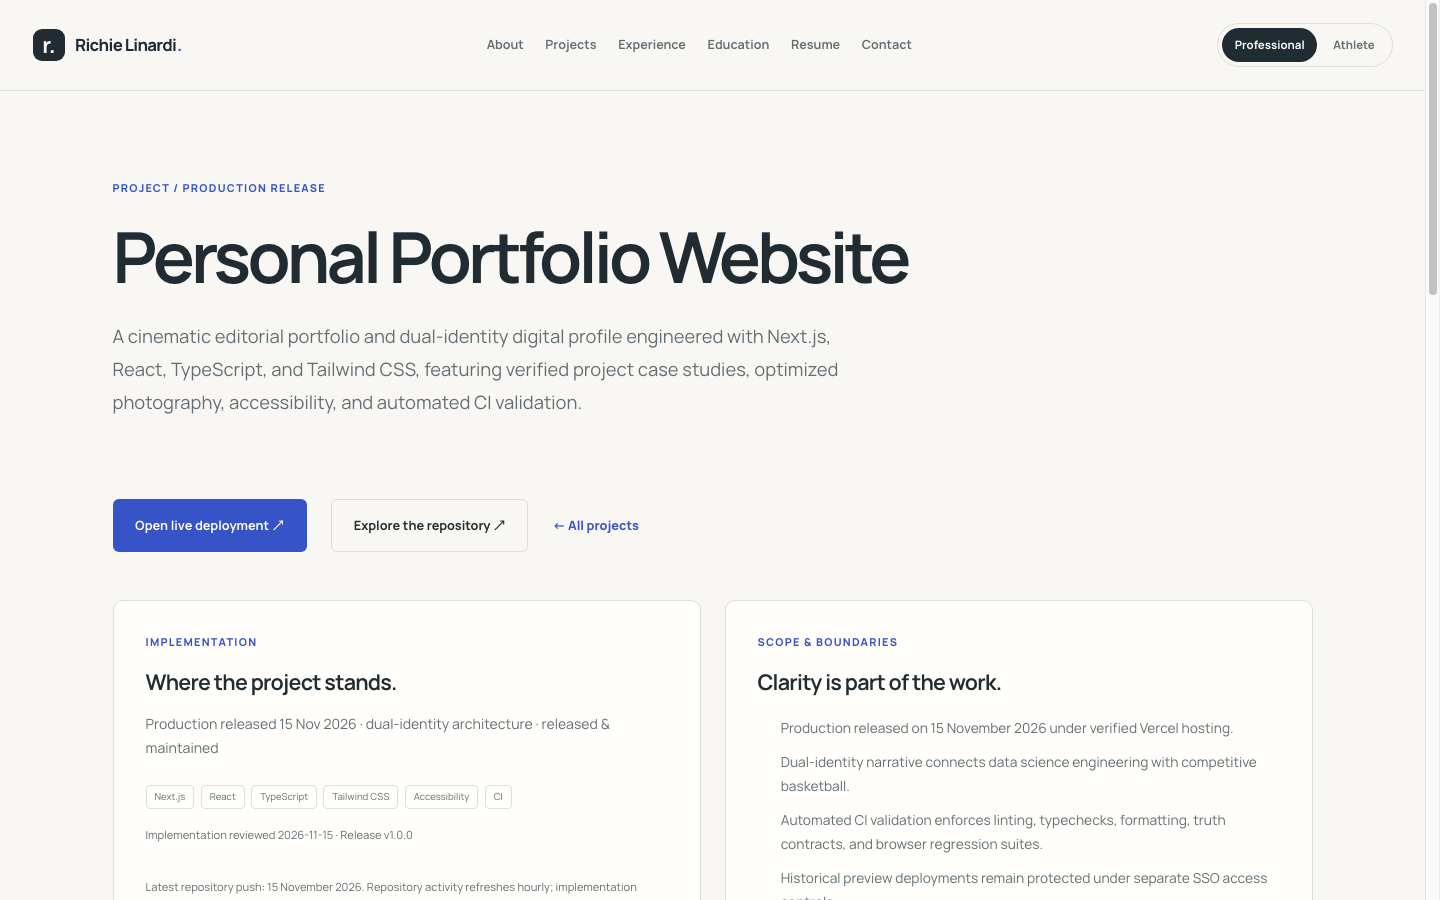 r. Richie Linardi.
About Projects Experience Education Resume Contact
Professional Athlete
PROJECT / PRODUCTION RELEASE
Personal Portfolio Website
A cinematic editorial portfolio and dual-identity digital profile engineered with Next.js,
React, TypeScript, and Tailwind CSS, featuring verified project case studies, optimized
photography, accessibility, and automated CI validation.
Open live deployment ↗
Explore the repository ↗
← All projects
IMPLEMENTATION
Where the project stands.
Production released 15 Nov 2026 · dual-identity architecture · released &
maintained
Next.js React TypeScript Tailwind CSS Accessibility CI
Implementation reviewed 2026-11-15 · Release v1.0.0
Latest repository push: 15 November 2026. Repository activity refreshes hourly; implementation
SCOPE & BOUNDARIES
Clarity is part of the work.
Production released on 15 November 2026 under verified Vercel hosting.
Dual-identity narrative connects data science engineering with competitive
basketball.
Automated CI validation enforces linting, typechecks, formatting, truth
contracts, and browser regression suites.
Historical preview deployments remain protected under separate SSO access